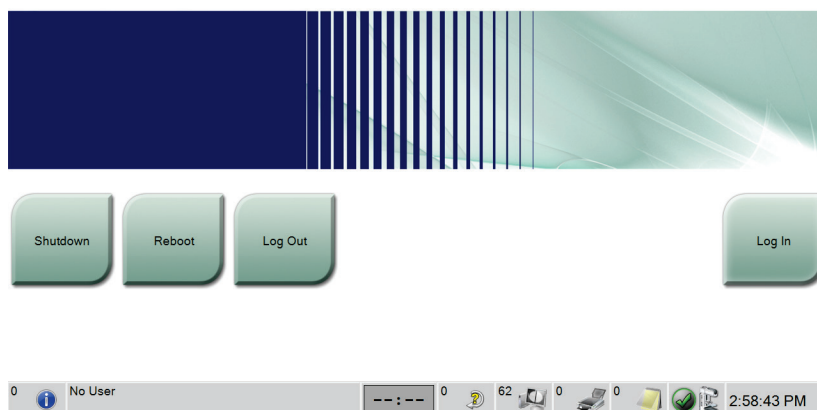 Shutdown
Reboot
Log Out
Log In
0
No User
--:--
0
62
0
0
2:58:43 PM